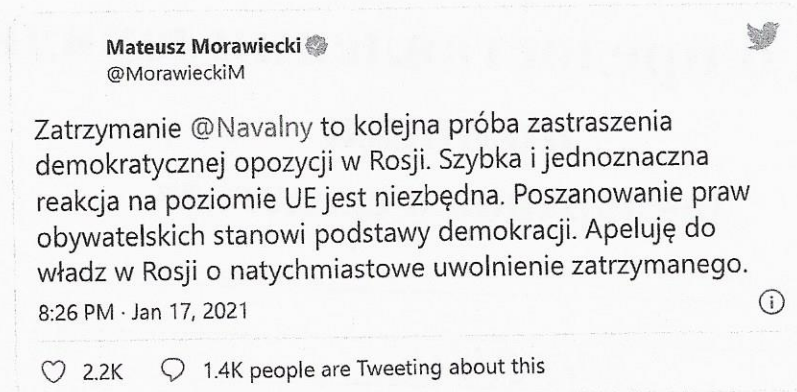 Mateusz Morawiecki
@MorawieckiM
Zatrzymanie @Navalny to kolejna próba zastraszenia
demokratycznej opozycji w Rosji. Szybka i jednoznaczna
reakcja na poziomie UE jest niezbędna. Poszanowanie praw
obywatelskich stanowi podstawy demokracji. Apeluję do
władz w Rosji o natychmiastowe uwolnienie zatrzymanego.
8:26 PM · Jan 17, 2021
2.2K 1.4K people are Tweeting about this